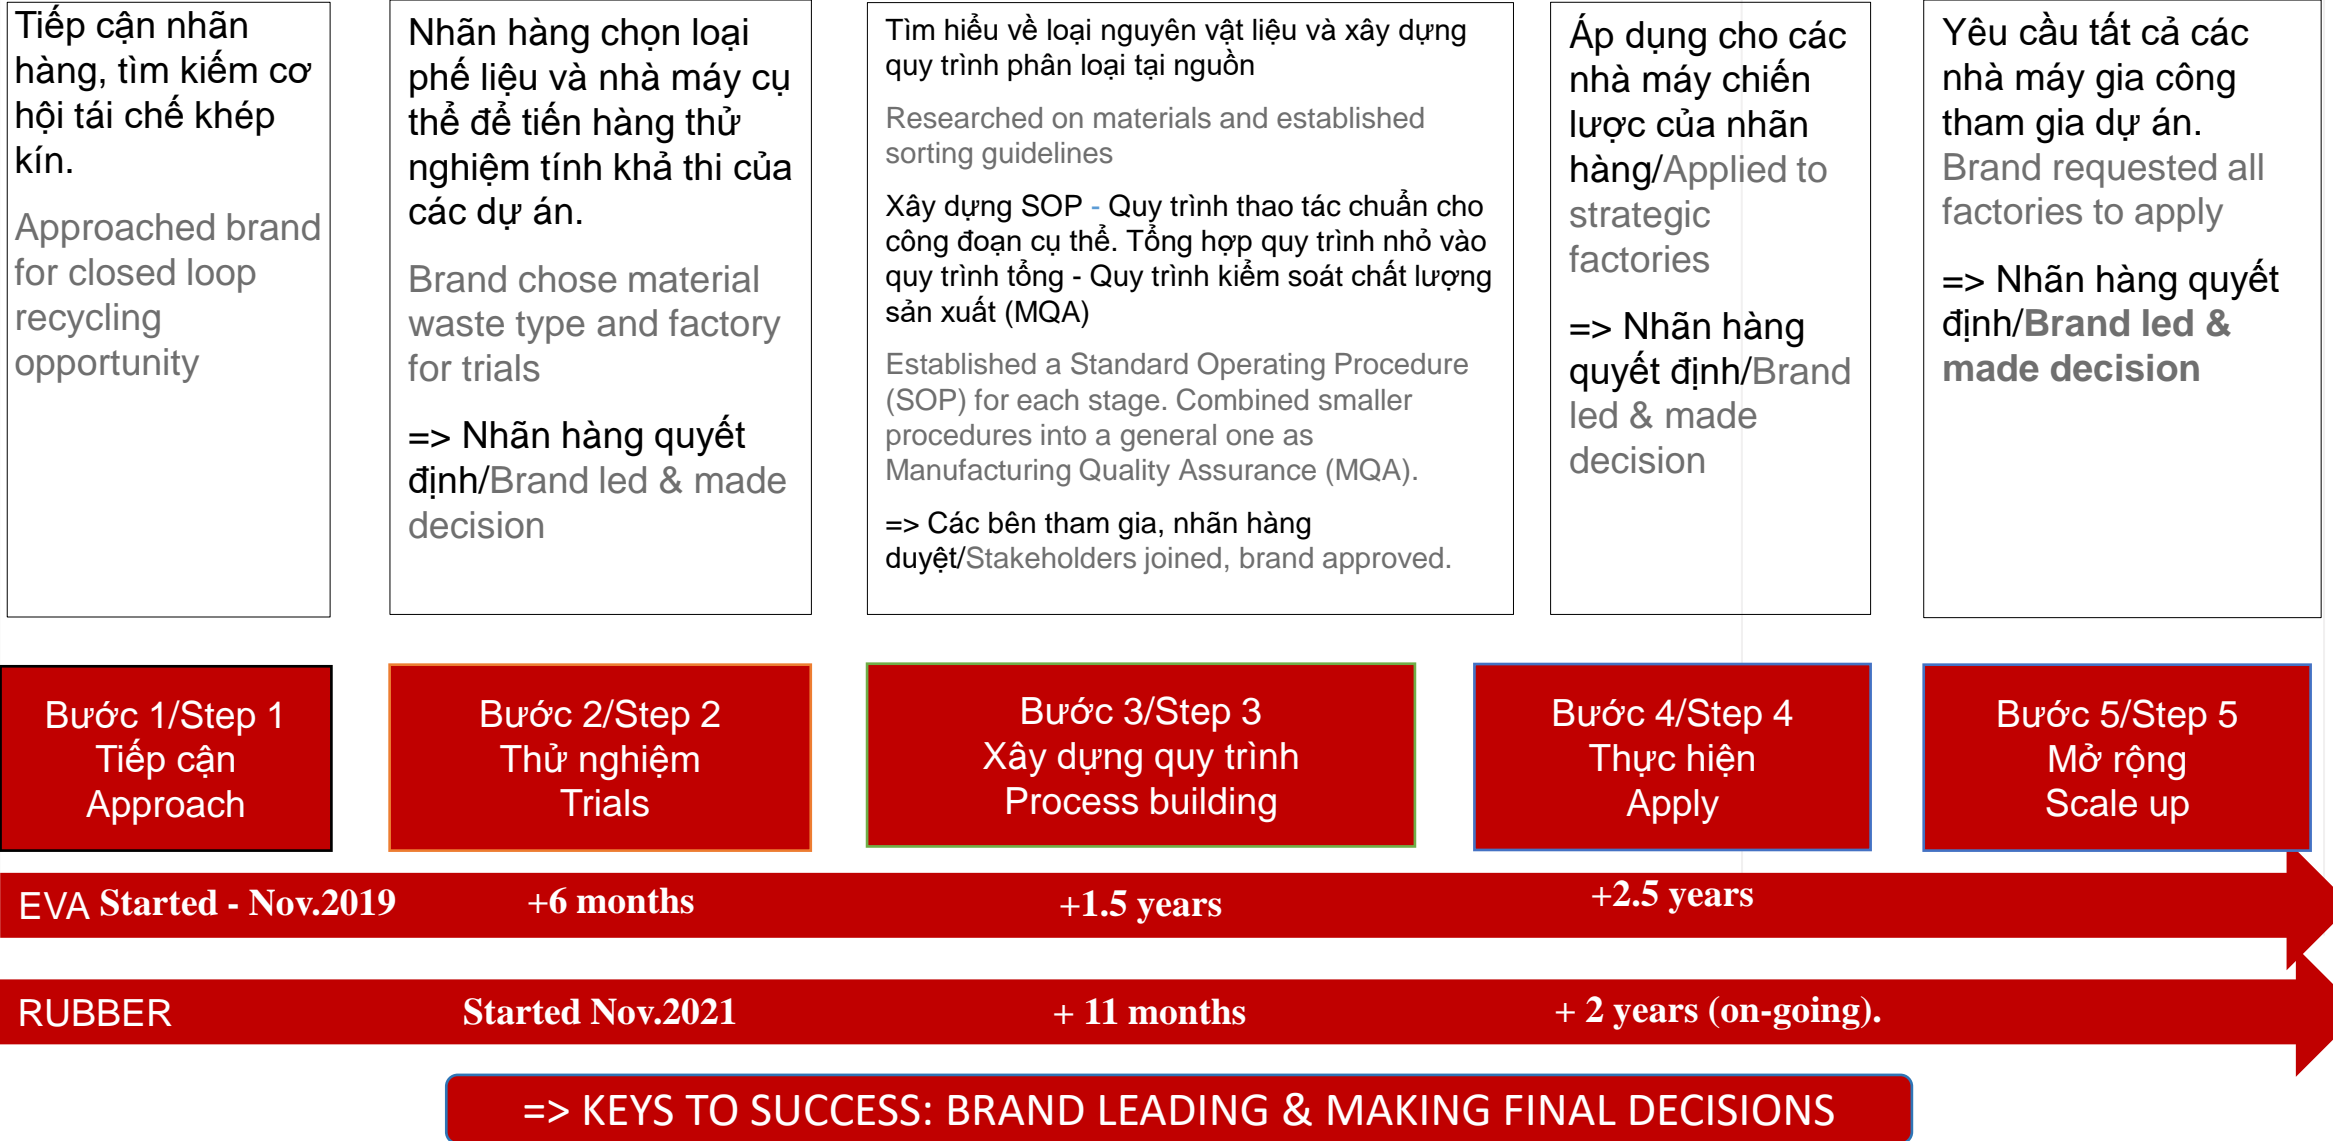 Tiếp cận nhãn
hàng, tìm kiếm cơ
hội tái chế khép
kín.
Approached brand
for closed loop
recycling
opportunity
Nhãn hàng chọn loại
phế liệu và nhà máy cụ
thể để tiến hàng thử
nghiệm tính khả thi của
các dự án.
Brand chose material
waste type and factory
for trials
=> Nhãn hàng quyết
định/Brand led & made
decision
Tìm hiểu về loại nguyên vật liệu và xây dựng
quy trình phân loại tại nguồn
Researched on materials and established
sorting guidelines
Xây dựng SOP - Quy trình thao tác chuẩn cho
công đoạn cụ thể. Tổng hợp quy trình nhỏ vào
quy trình tổng - Quy trình kiểm soát chất lượng
sản xuất (MQA)
Established a Standard Operating Procedure
(SOP) for each stage. Combined smaller
procedures into a general one as
Manufacturing Quality Assurance (MQA).
=> Các bên tham gia, nhãn hàng
duyệt/Stakeholders joined, brand approved.
Áp dụng cho các
nhà máy chiến
lược của nhãn
hàng/Applied to
strategic
factories
=> Nhãn hàng
quyết định/Brand
led & made
decision
Yêu cầu tất cả các
nhà máy gia công
tham gia dự án.
Brand requested all
factories to apply
=> Nhãn hàng quyết
định/Brand led &
made decision
Bước 1/Step 1
Tiếp cận
Approach
Bước 2/Step 2
Thử nghiệm
Trials
Bước 3/Step 3
Xây dựng quy trình
Process building
Bước 4/Step 4
Thực hiện
Apply
Bước 5/Step 5
Mở rộng
Scale up
EVA Started - Nov.2019 +6 months +1.5 years +2.5 years
RUBBER Started Nov.2021 + 11 months + 2 years (on-going).
=> KEYS TO SUCCESS: BRAND LEADING & MAKING FINAL DECISIONS